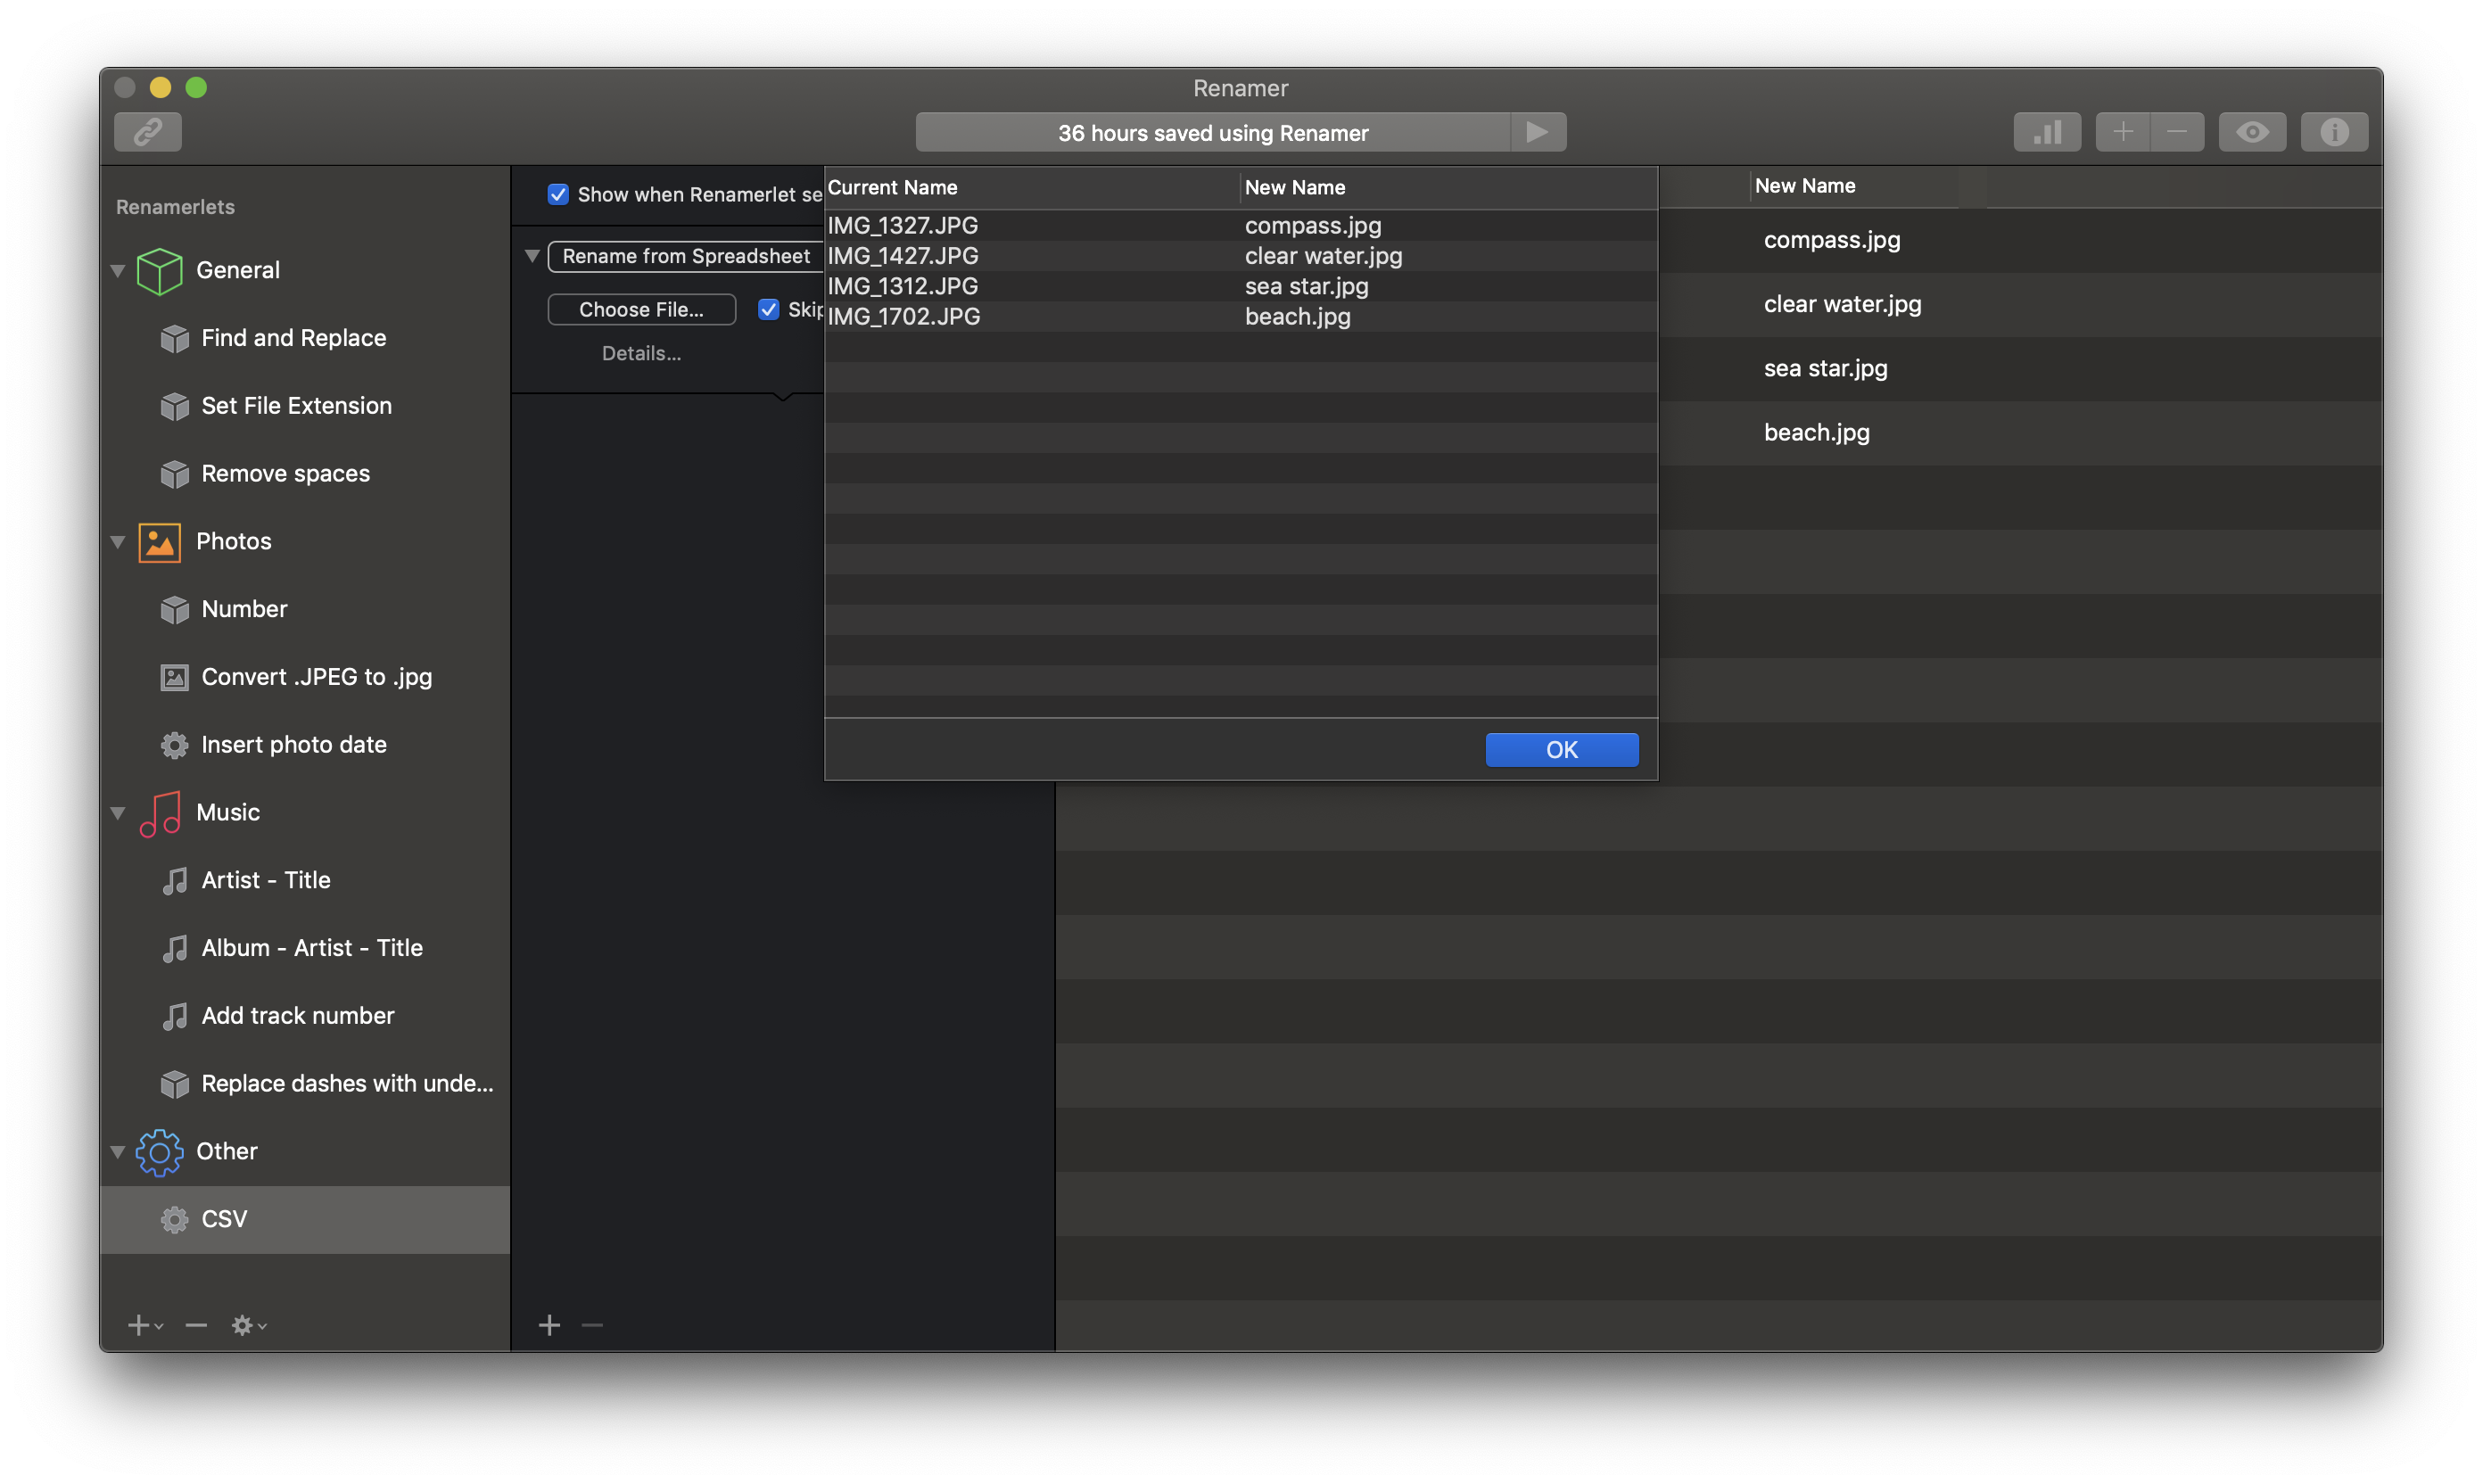 Renamer
36 hours saved using Renamer
Renamerlets
General
Find and Replace
Set File Extension
Remove spaces
Photos
Number
Convert .JPEG to .jpg
Insert photo date
Music
Artist - Title
Album - Artist - Title
Add track number
Replace dashes with unde...
Other
CSV
Show when Renamerlet se
Rename from Spreadsheet
Choose File...
Skip
Details...
Current Name New Name
IMG_1327.JPG compass.jpg
IMG_1427.JPG clear water.jpg
IMG_1312.JPG sea star.jpg
IMG_1702.JPG beach.jpg
OK
New Name
compass.jpg
clear water.jpg
sea star.jpg
beach.jpg